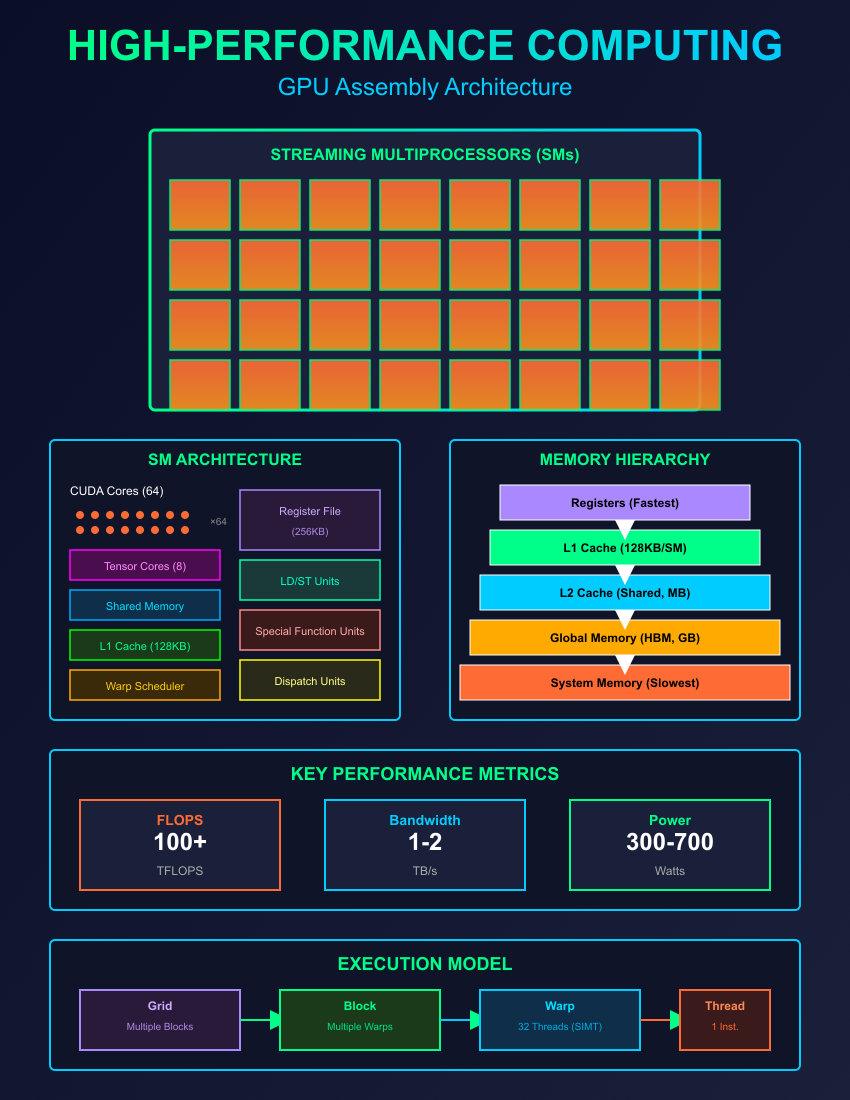 HIGH-PERFORMANCE COMPUTING
GPU Assembly Architecture
STREAMING MULTIPROCESSORS (SMs)
SM ARCHITECTURE
CUDA Cores (64)
×64
Tensor Cores (8)
Shared Memory
L1 Cache (128KB)
Warp Scheduler
Register File
(256KB)
LD/ST Units
Special Function Units
Dispatch Units
MEMORY HIERARCHY
Registers (Fastest)
L1 Cache (128KB/SM)
L2 Cache (Shared, MB)
Global Memory (HBM, GB)
System Memory (Slowest)
KEY PERFORMANCE METRICS
FLOPS
100+
TFLOPS
Bandwidth
1-2
TB/s
Power
300-700
Watts
EXECUTION MODEL
Grid
Multiple Blocks
Block
Multiple Warps
Warp
32 Threads (SIMT)
Thread
1 Inst.